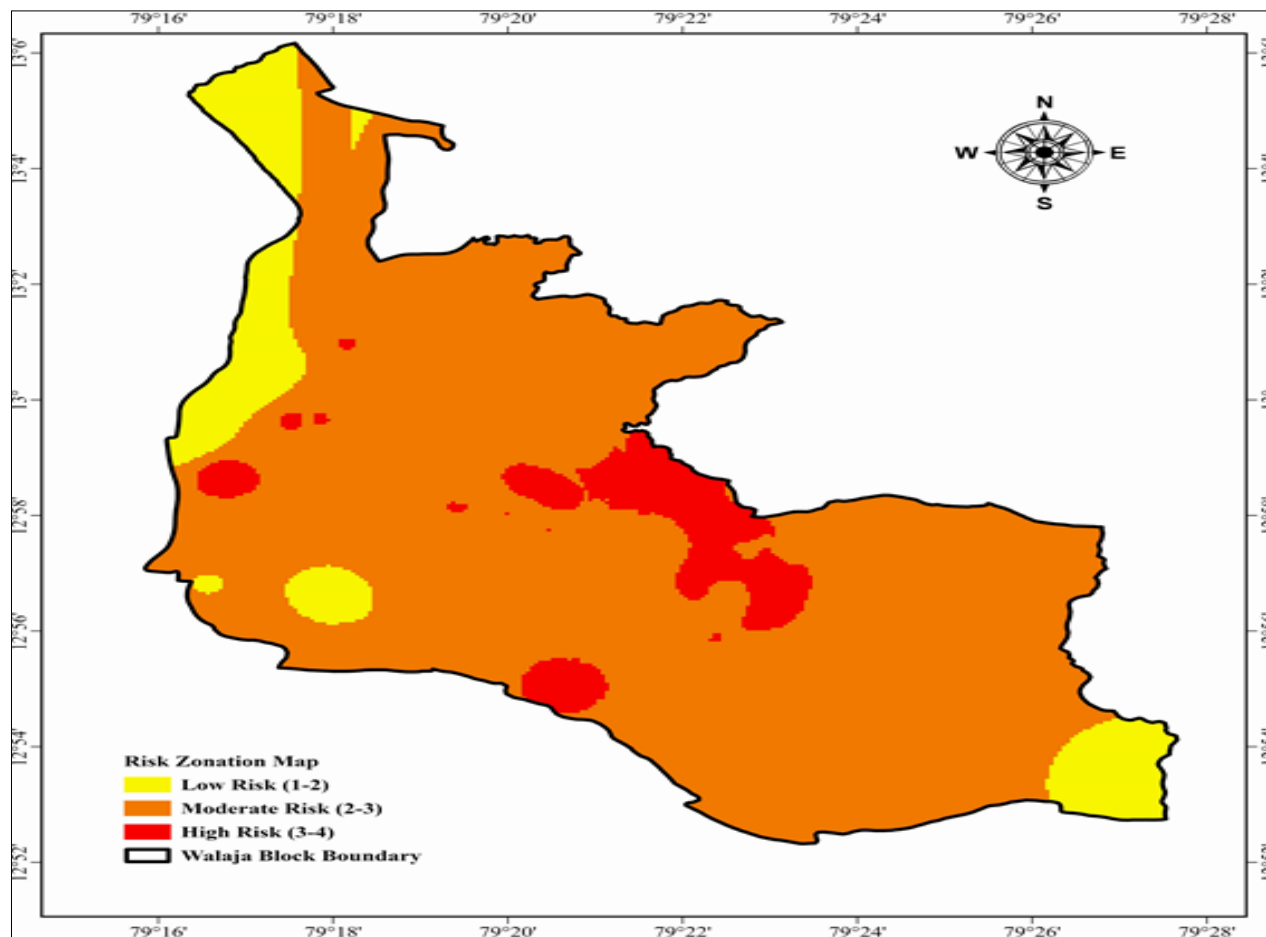 79°16' 79°18' 79°20' 79°22' 79°24' 79°26' 79°28'
13°6'
N
W E
S
13°4'
13°2'
13°
12°58'
12°56'
12°54'
12°52'
Risk Zonation Map
Low Risk (1-2)
Moderate Risk (2-3)
High Risk (3-4)
Walaja Block Boundary
79°16' 79°18' 79°20' 79°22' 79°24' 79°26' 79°28'